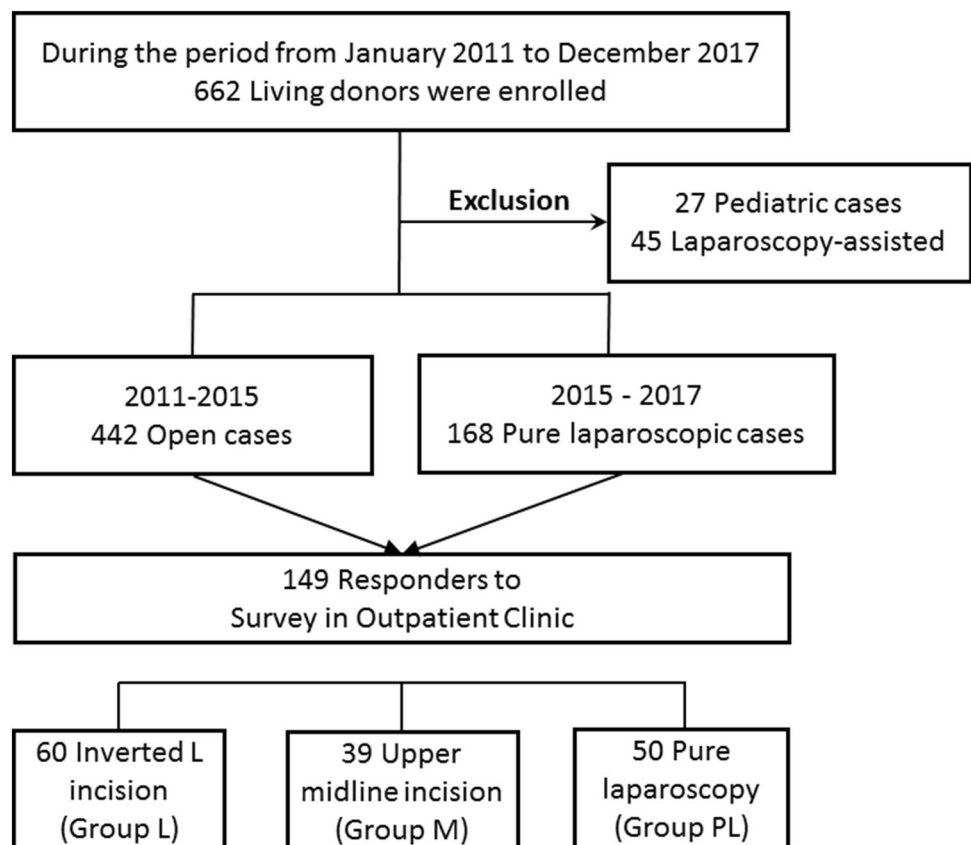 During the period from January 2011 to December 2017
662 Living donors were enrolled
Exclusion
27 Pediatric cases
45 Laparoscopy-assisted
2011-2015
442 Open cases
2015 - 2017
168 Pure laparoscopic cases
149 Responders to
Survey in Outpatient Clinic
60 Inverted L
incision
(Group L)
39 Upper
midline incision
(Group M)
50 Pure
laparoscopy
(Group PL)